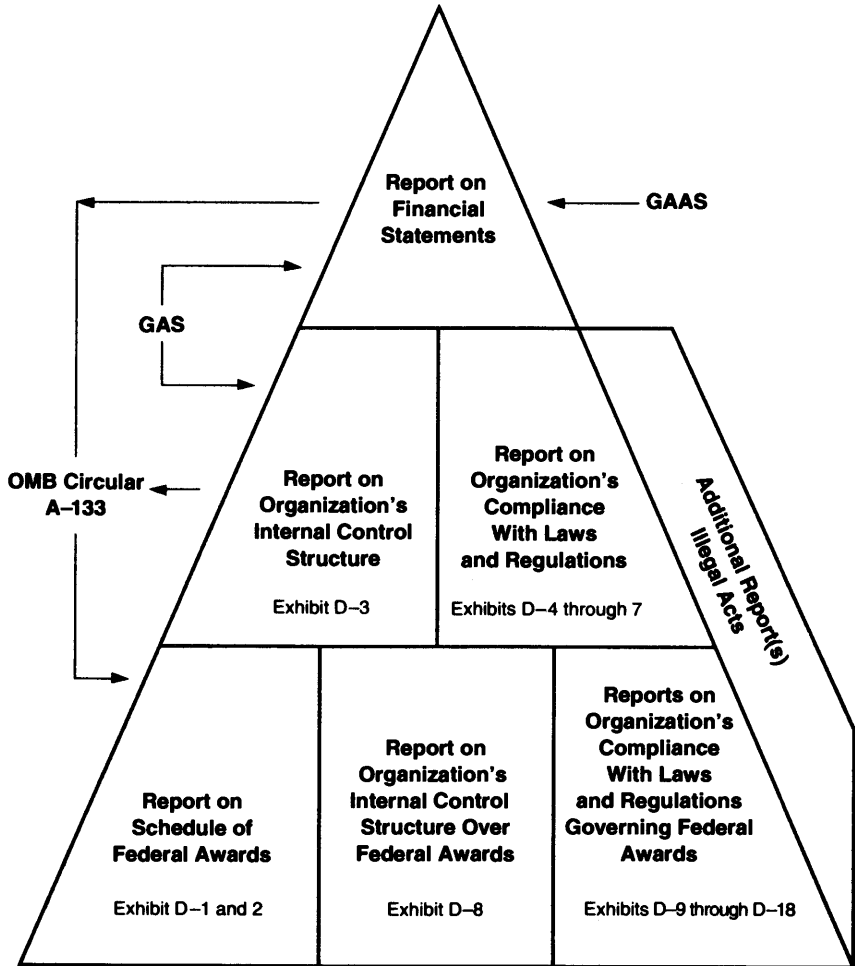 Report on
Financial
Statements
GAAS
GAS
OMB Circular
A–133
Report on
Organization's
Internal Control
Structure
Exhibit D–3
Report on
Organization's
Compliance
With Laws
and Regulations
Exhibits D–4 through 7
Additional Report(s)
Illegal Acts
Report on
Schedule of
Federal Awards
Exhibit D–1 and 2
Report on
Organization's
Internal Control
Structure Over
Federal Awards
Exhibit D–8
Reports on
Organization's
Compliance
With Laws
and Regulations
Governing Federal
Awards
Exhibits D–9 through D–18